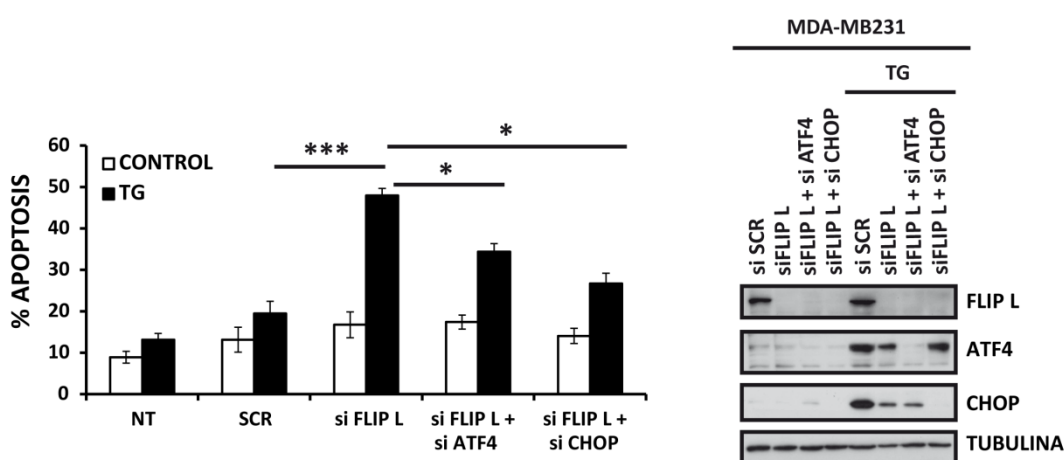 % APOPTOSIS
60
50
40
30
20
10
0
CONTROL
TG
***
*
*
NT
SCR
si FLIP L
si FLIP L +
si ATF4
si FLIP L +
si CHOP
MDA-MB231
TG
si SCR
siFLIP L
siFLIP L + si ATF4
siFLIP L + si CHOP
si SCR
siFLIP L
siFLIP L + si ATF4
siFLIP L + si CHOP
FLIP L
ATF4
CHOP
TUBULINA